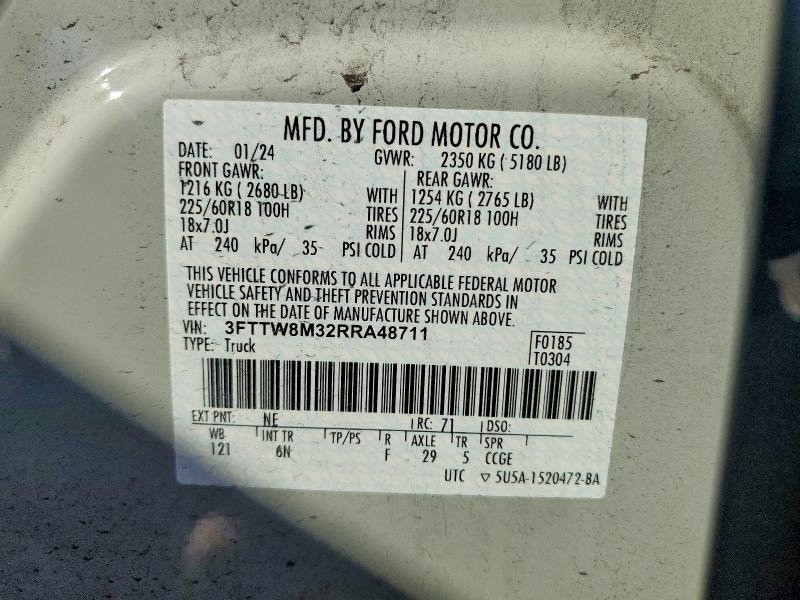 MFD. BY FORD MOTOR CO.
DATE: 01/24 GVWR: 2350 KG ( 5180 LB)
FRONT GAWR: REAR GAWR:
1216 KG ( 2680 LB) WITH 1254 KG ( 2765 LB) WITH
225/60R18 100H TIRES 225/60R18 100H TIRES
18x7.0J RIMS 18x7.0J RIMS
AT 240 kPa/ 35 PSI COLD AT 240 kPa/ 35 PSI COLD
THIS VEHICLE CONFORMS TO ALL APPLICABLE FEDERAL MOTOR
VEHICLE SAFETY AND THEFT PREVENTION STANDARDS IN
EFFECT ON THE DATE OF MANUFACTURE SHOWN ABOVE.
VIN: 3FTTW8M32RRA48711
TYPE: Truck F0185
T0304
EXT PNT: NE RC: 71 DSO:
WB INT TR TP/PS R AXLE TR SPR
121 6N F 29 5 CCGE
UTC ▽ 5U5A-1520472-BA